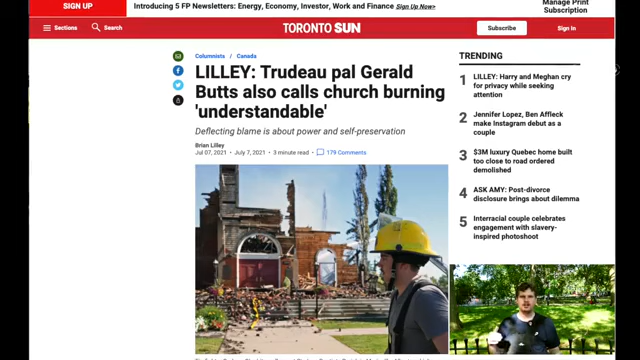 SIGN UP
Introducing 5 FP Newsletters: Energy, Economy, Investor, Work and Finance Sign Up Now>
Manage Print
Subscription
Sections
Search
TORONTO SUN
Subscribe
Sign In
Columnists / Canada
LILLEY: Trudeau pal Gerald
Butts also calls church burning
'understandable'
Deflecting blame is about power and self-preservation
Brian Lilley
Jul 07, 2021 • July 7, 2021 • 3 minute read
179 Comments
TRENDING
1 LILLEY: Harry and Meghan cry
for privacy while seeking
attention
2 Jennifer Lopez, Ben Affleck
make Instagram debut as a
couple
3 $3M luxury Quebec home built
too close to road ordered
demolished
4 ASK AMY: Post-divorce
disclosure brings about dilemma
5 Interracial couple celebrates
engagement with slavery-
inspired photoshoot